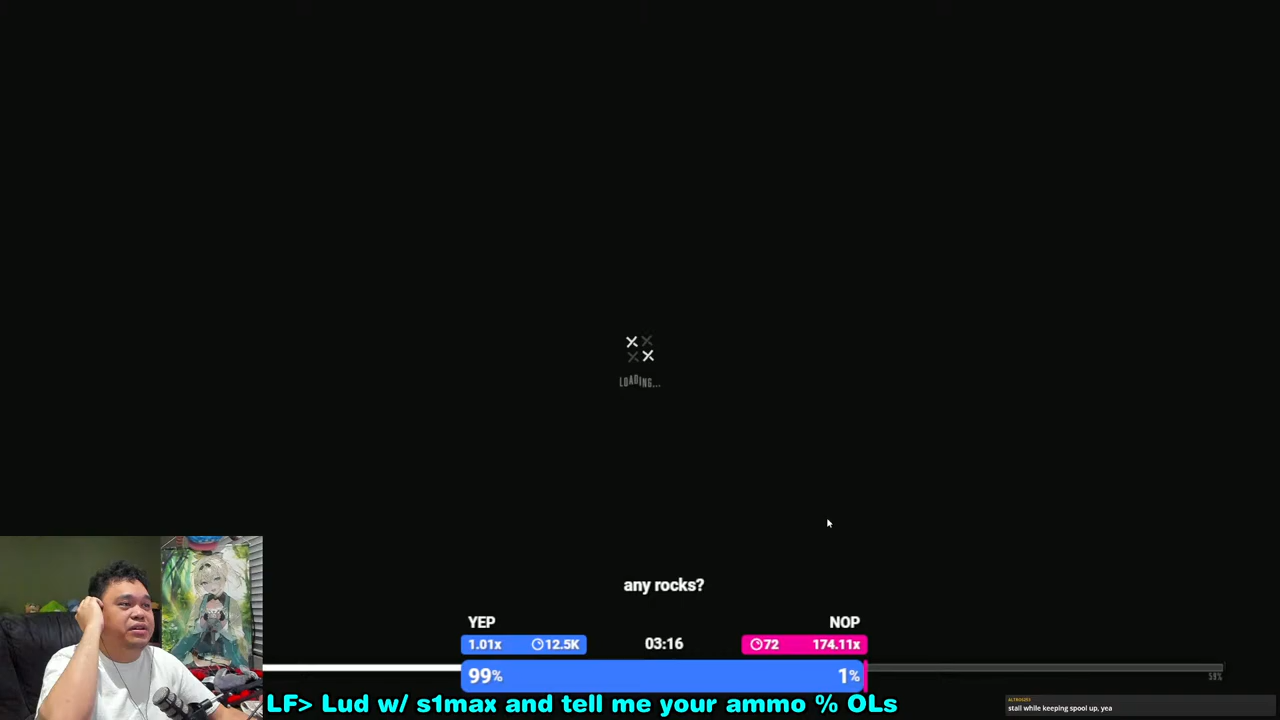 LOADING...
any rocks?
YEP
NOP
1.01x 12.5K
03:16
72 174.11x
99%
1%
59%
LF> Lud w/ s1max and tell me your ammo % OLs
stall while keeping spool up, yea